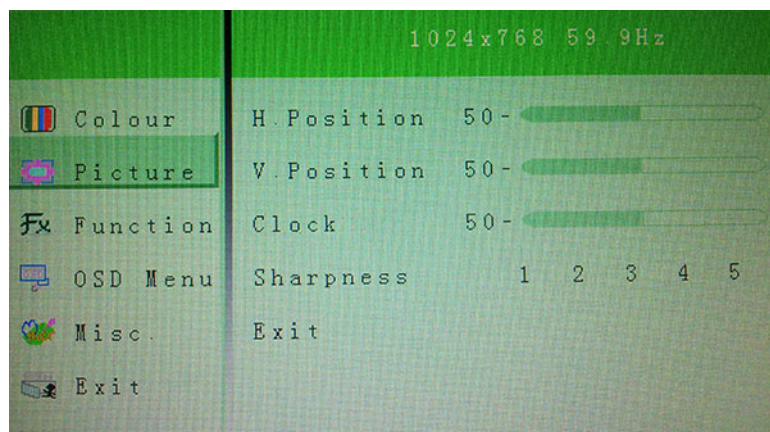 1024x768 59.9Hz
Colour
Picture
Function
OSD Menu
Misc.
Exit
H.Position 50-
V.Position 50-
Clock 50-
Sharpness 1 2 3 4 5
Exit